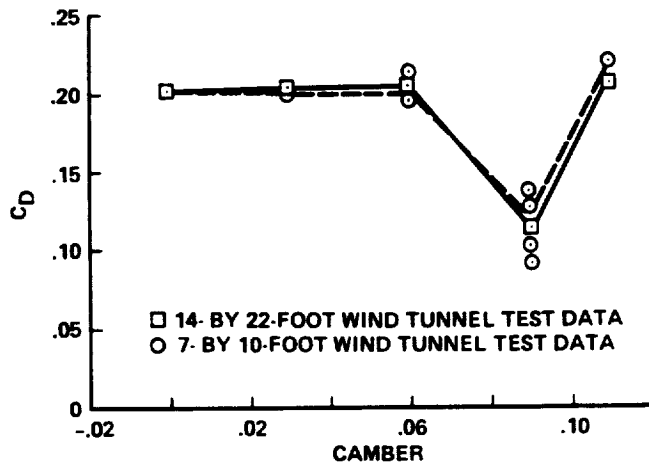 .25
.20
.15
.10
.05
0
CD
□ 14- BY 22-FOOT WIND TUNNEL TEST DATA
○ 7- BY 10-FOOT WIND TUNNEL TEST DATA
-.02 .02 .06 .10
CAMBER